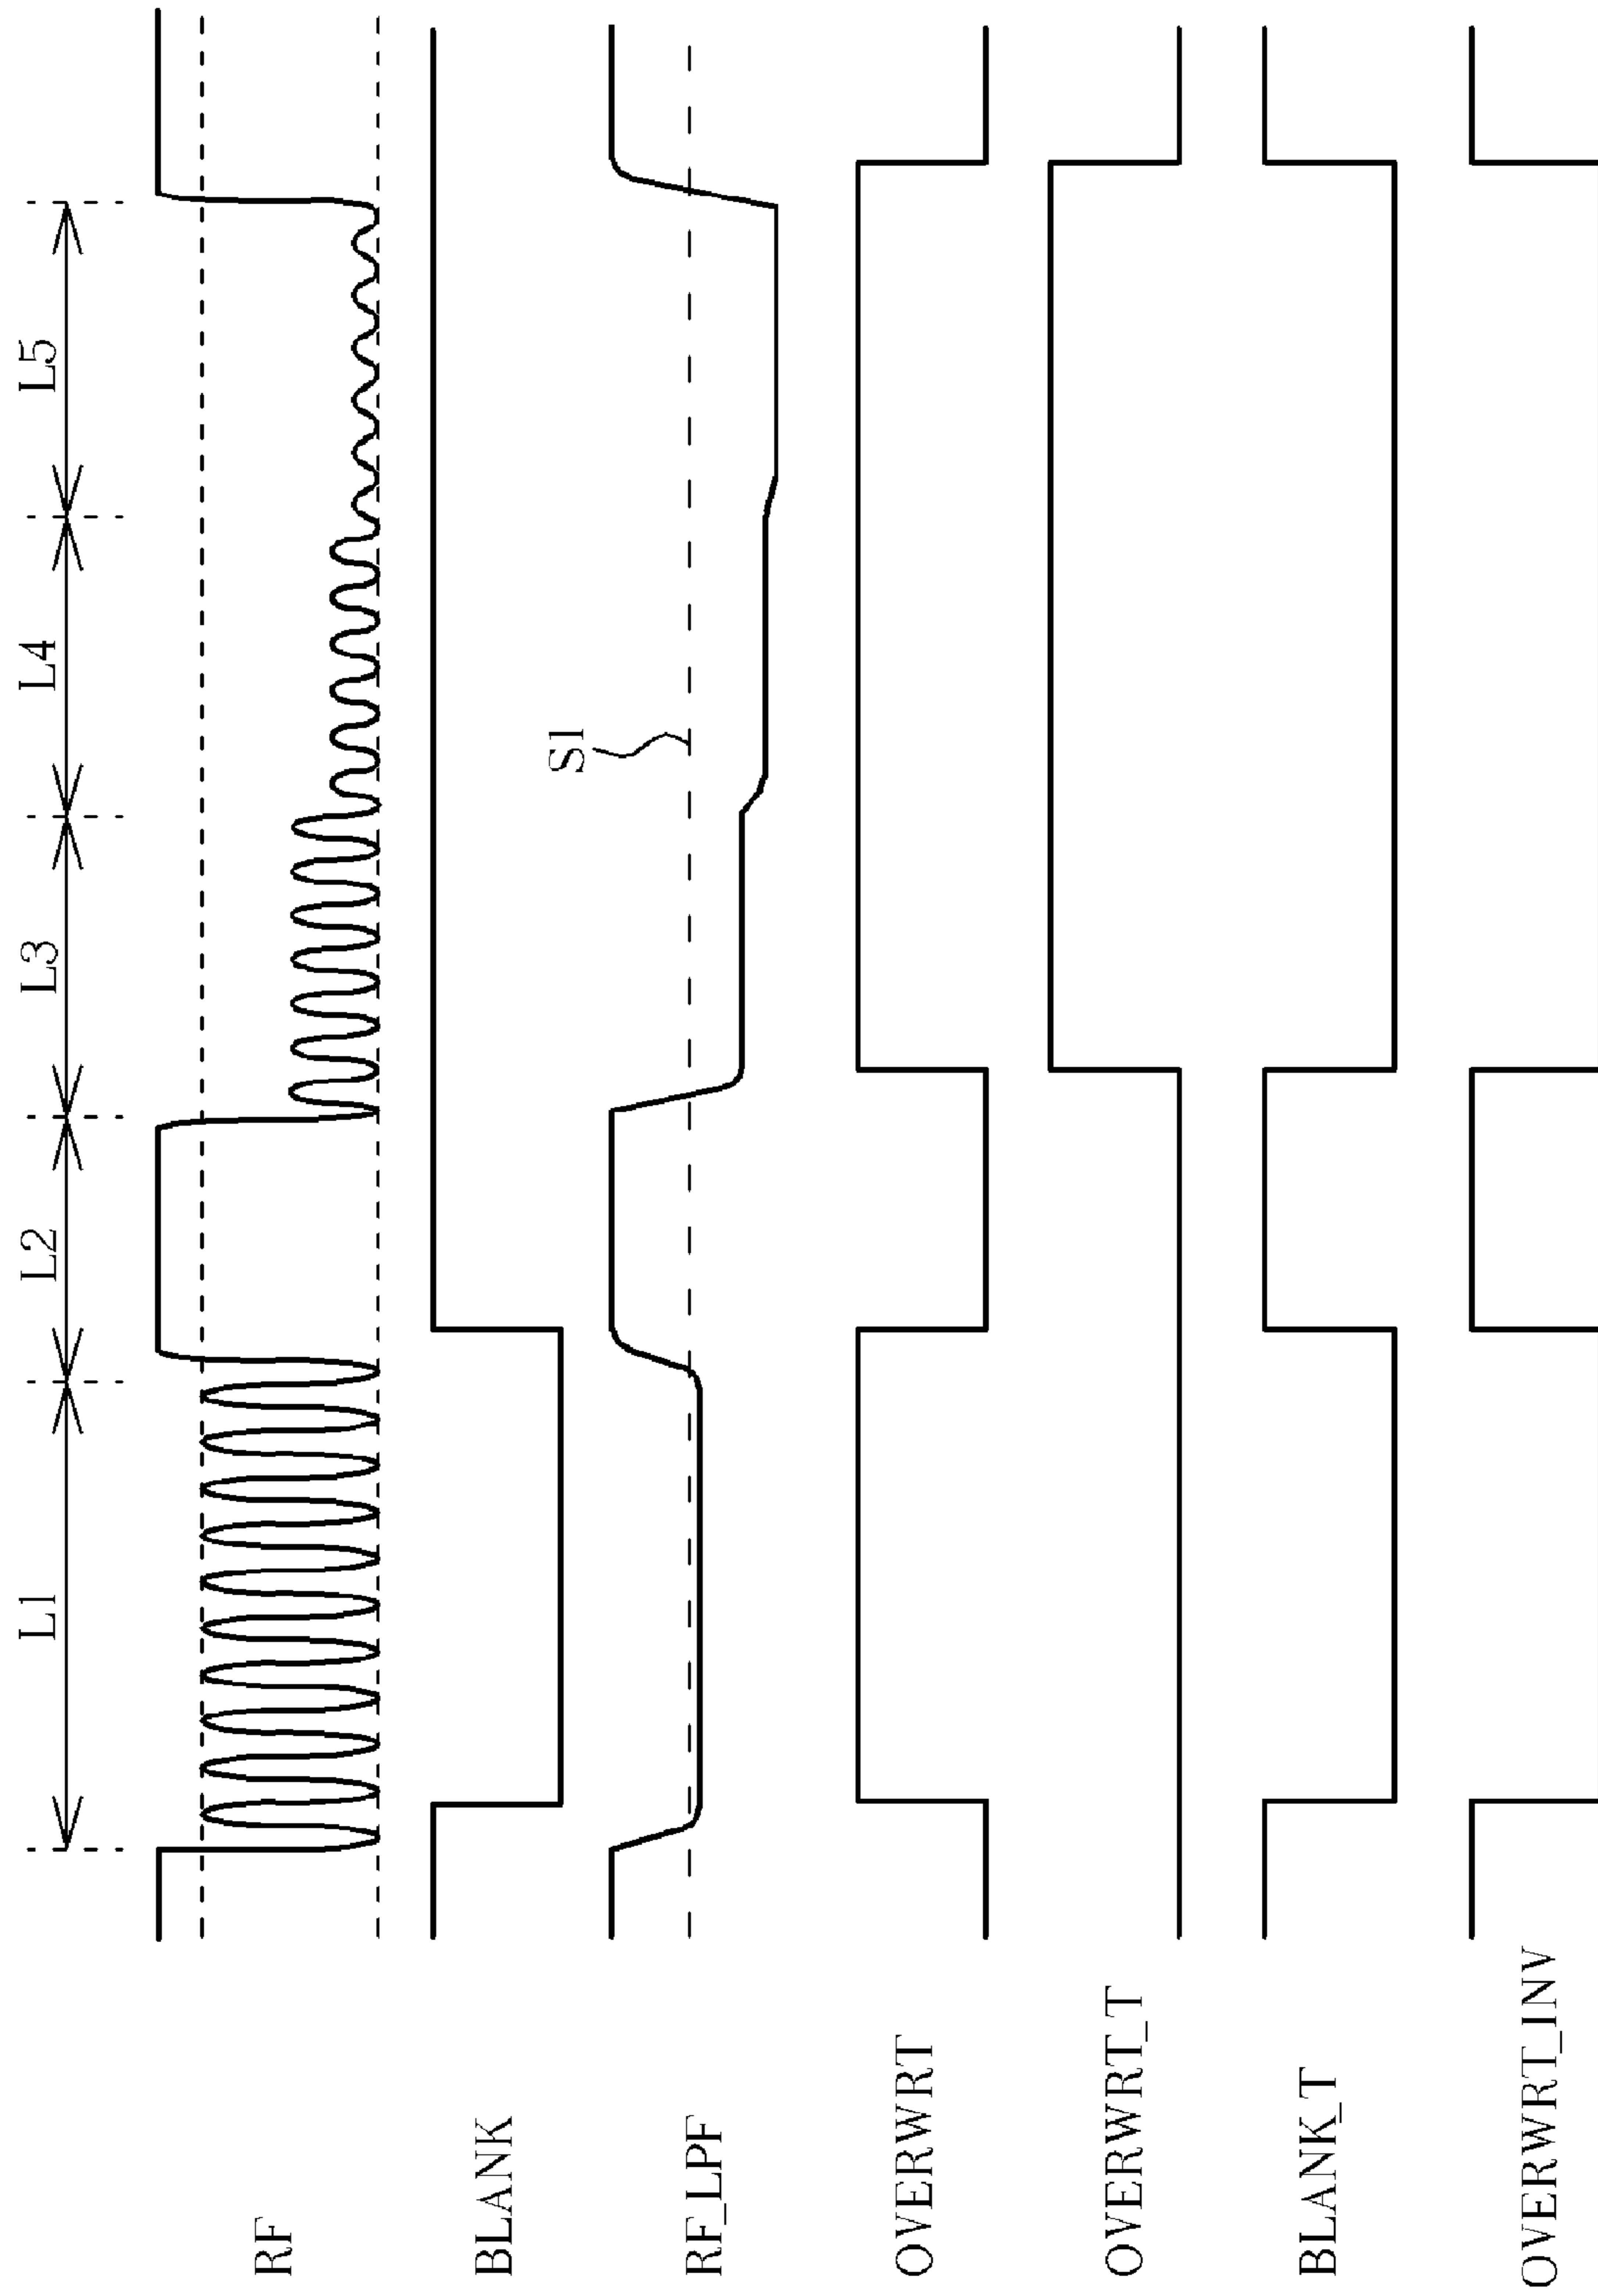 L1
L2
L3
L4
L5
RF
BLANK
RF_LPF
S1
OVERWRT
OVERWRT_T
BLANK_T
OVERWRT_INV